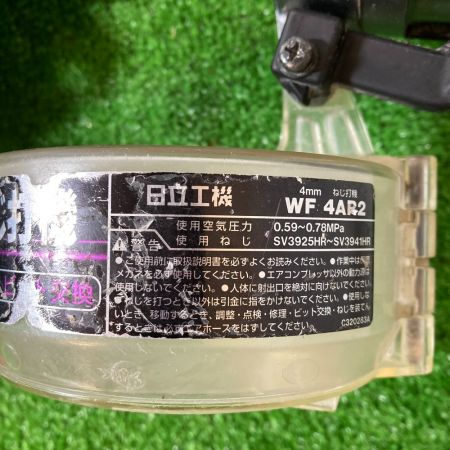 日立工機
4mm ねじ打機
WF 4AR2
使用空気圧力 0.59~0.78MPa
使用ねじ SV3925HR~SV3941HR
警告
●ご使用前に取扱説明書を必ずよくお読みください。●作業中は
メガネを必ず使用してください。●エアコンプレッサ以外の動力源は
使用しないでください。●人体に射出口を絶対に向けないでください。
●ねじを打つとき以外は引金に指をかけないでください。
とき、移動するとき、調整・点検・修理・ビット交換・ねじを装てん
するときは必ずエアホースをはずしてください。
C320283A
交換